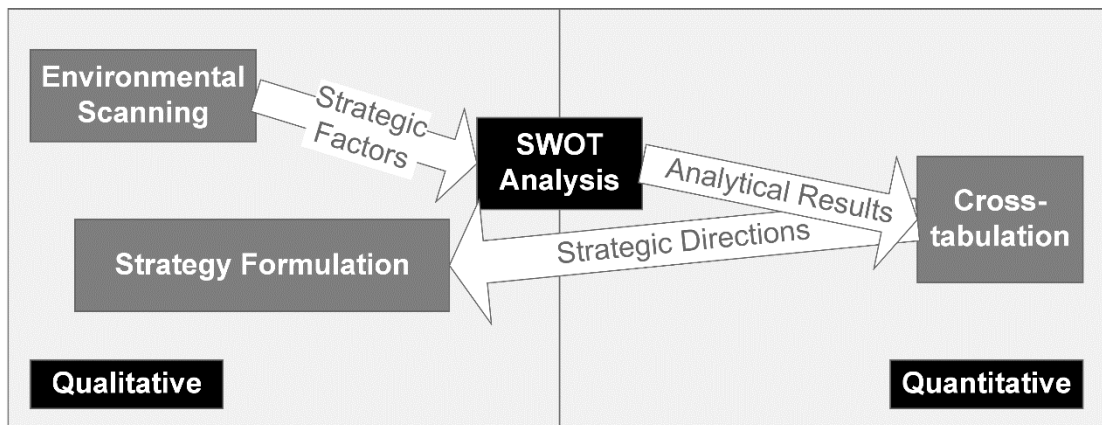 Environmental
Scanning
Strategic
Factors
SWOT
Analysis
Analytical Results
Cross-
tabulation
Strategic Directions
Strategy Formulation
Qualitative
Quantitative